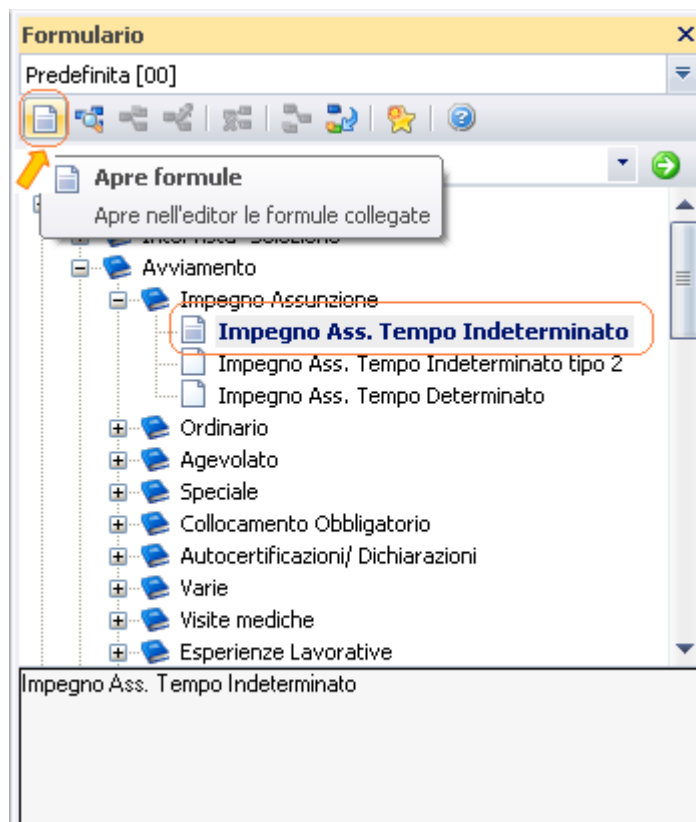 Formulario
Predefinita [00]
Apre formule
Apre nell'editor le formule collegate
Avviamento
Impegno Assunzione
Impegno Ass. Tempo Indeterminato
Impegno Ass. Tempo Indeterminato tipo 2
Impegno Ass. Tempo Determinato
Ordinario
Agevolato
Speciale
Collocamento Obbligatorio
Autocertificazioni/ Dichiarazioni
Varie
Visite mediche
Esperienze Lavorative
Impegno Ass. Tempo Indeterminato